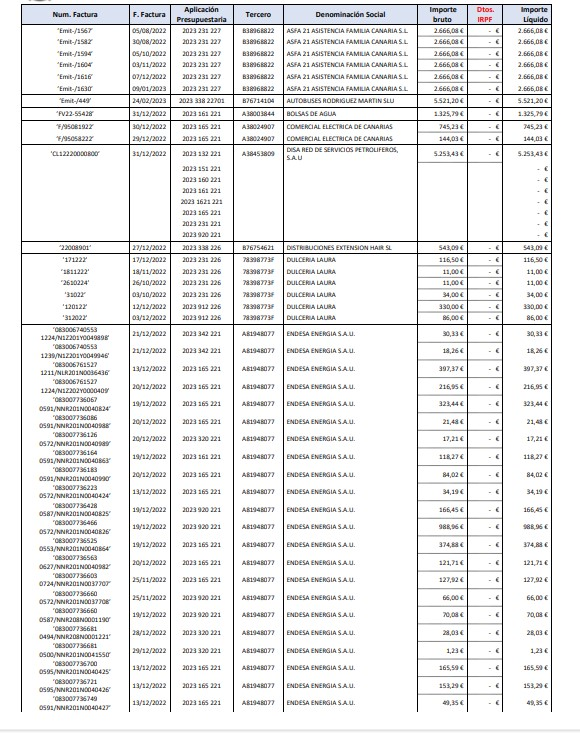 Num. Factura F. Factura Aplicación Presupuestaria Tercero Denominación Social Importe bruto Dtos. IRPF Importe Líquido
'Emit-/1567' 05/08/2022 2023 231 227 B38968822 ASFA 21 ASISTENCIA FAMILIA CANARIA S.L. 2.666,08 € - € 2.666,08 €
'Emit-/1582' 30/08/2022 2023 231 227 B38968822 ASFA 21 ASISTENCIA FAMILIA CANARIA S.L. 2.666,08 € - € 2.666,08 €
'Emit-/1594' 05/10/2022 2023 231 227 B38968822 ASFA 21 ASISTENCIA FAMILIA CANARIA S.L. 2.666,08 € - € 2.666,08 €
'Emit-/1604' 03/11/2022 2023 231 227 B38968822 ASFA 21 ASISTENCIA FAMILIA CANARIA S.L. 2.666,08 € - € 2.666,08 €
'Emit-/1616' 07/12/2022 2023 231 227 B38968822 ASFA 21 ASISTENCIA FAMILIA CANARIA S.L. 2.666,08 € - € 2.666,08 €
'Emit-/1630' 09/01/2023 2023 231 227 B38968822 ASFA 21 ASISTENCIA FAMILIA CANARIA S.L. 2.666,08 € - € 2.666,08 €
'Emit-/449' 24/02/2023 2023 338 22701 B76714104 AUTOBUSES RODRIGUEZ MARTIN SLU 5.521,20 € - € 5.521,20 €
'FV22-55428' 31/12/2022 2023 161 221 A38003844 BOLSAS DE AGUA 1.325,79 € - € 1.325,79 €
'F/95081922' 30/12/2022 2023 165 221 A38024907 COMERCIAL ELECTRICA DE CANARIAS 745,23 € - € 745,23 €
'F/95058222' 29/12/2022 2023 165 221 A38024907 COMERCIAL ELECTRICA DE CANARIAS 144,03 € - € 144,03 €
'CL12220000800' 31/12/2022 2023 132 221 A38453809 DISA RED DE SERVICIOS PETROLIFEROS, S.A.U 5.253,43 € - € 5.253,43 €
2023 151 221 - €
2023 160 221 - €
2023 161 221 - €
2023 1621 221 - €
2023 165 221 - €
2023 231 221 - €
2023 920 221 - €
'22008901' 27/12/2022 2023 338 226 B76754621 DISTRIBUCIONES EXTENSION HAIR SL 543,09 € - € 543,09 €
'171222' 17/12/2022 2023 231 226 78398773F DULCERIA LAURA 116,50 € - € 116,50 €
'1811222' 18/11/2022 2023 231 226 78398773F DULCERIA LAURA 11,00 € - € 11,00 €
'2610224' 26/10/2022 2023 231 226 78398773F DULCERIA LAURA 11,00 € - € 11,00 €
'31022' 03/10/2022 2023 231 226 78398773F DULCERIA LAURA 34,00 € - € 34,00 €
'120122' 12/12/2022 2023 912 226 78398773F DULCERIA LAURA 330,00 € - € 330,00 €
'312022' 03/12/2022 2023 912 226 78398773F DULCERIA LAURA 86,00 € - € 86,00 €
'083006740553
1224/N1Z201Y0049898' 21/12/2022 2023 342 221 A81948077 ENDESA ENERGIA S.A.U. 30,33 € - € 30,33 €
'083006740553
1239/N1Z201Y0049946' 21/12/2022 2023 342 221 A81948077 ENDESA ENERGIA S.A.U. 18,26 € - € 18,26 €
'083006761527
1211/NLR201N0036436' 13/12/2022 2023 165 221 A81948077 ENDESA ENERGIA S.A.U. 397,37 € - € 397,37 €
'083006761527
1224/N1Z202Y0000409' 20/12/2022 2023 165 221 A81948077 ENDESA ENERGIA S.A.U. 216,95 € - € 216,95 €
'083007736067
0591/NNR201N0040824' 19/12/2022 2023 920 221 A81948077 ENDESA ENERGIA S.A.U. 323,44 € - € 323,44 €
'083007736086
0591/NNR201N0040988' 20/12/2022 2023 165 221 A81948077 ENDESA ENERGIA S.A.U. 21,48 € - € 21,48 €
'083007736126
0572/NNR201N0040989' 20/12/2022 2023 320 221 A81948077 ENDESA ENERGIA S.A.U. 17,21 € - € 17,21 €
'083007736164
0591/NNR201N0040863' 19/12/2022 2023 161 221 A81948077 ENDESA ENERGIA S.A.U. 118,27 € - € 118,27 €
'083007736183
0591/NNR201N0040990' 20/12/2022 2023 165 221 A81948077 ENDESA ENERGIA S.A.U. 84,02 € - € 84,02 €
'083007736223
0572/NNR201N0040424' 13/12/2022 2023 165 221 A81948077 ENDESA ENERGIA S.A.U. 34,19 € - € 34,19 €
'083007736428
0587/NNR201N0040825' 19/12/2022 2023 920 221 A81948077 ENDESA ENERGIA S.A.U. 166,45 € - € 166,45 €
'083007736466
0572/NNR201N0040826' 19/12/2022 2023 920 221 A81948077 ENDESA ENERGIA S.A.U. 988,96 € - € 988,96 €
'083007736525
0553/NNR201N0040864' 19/12/2022 2023 165 221 A81948077 ENDESA ENERGIA S.A.U. 374,88 € - € 374,88 €
'083007736563
0627/NNR201N0040982' 20/12/2022 2023 165 221 A81948077 ENDESA ENERGIA S.A.U. 121,71 € - € 121,71 €
'083007736603
0724/NNR201N0037707' 25/11/2022 2023 165 221 A81948077 ENDESA ENERGIA S.A.U. 127,92 € - € 127,92 €
'083007736660
0572/NNR201N0037708' 25/11/2022 2023 920 221 A81948077 ENDESA ENERGIA S.A.U. 66,00 € - € 66,00 €
'083007736660
0587/NNR208N0001190' 19/12/2022 2023 920 221 A81948077 ENDESA ENERGIA S.A.U. 70,08 € - € 70,08 €
'083007736681
0494/NNR208N0001221' 28/12/2022 2023 320 221 A81948077 ENDESA ENERGIA S.A.U. 28,03 € - € 28,03 €
'083007736681
0500/NNR201N0041550' 29/12/2022 2023 320 221 A81948077 ENDESA ENERGIA S.A.U. 1,23 € - € 1,23 €
'083007736700
0595/NNR201N0040425' 13/12/2022 2023 165 221 A81948077 ENDESA ENERGIA S.A.U. 165,59 € - € 165,59 €
'083007736721
0595/NNR201N0040426' 13/12/2022 2023 165 221 A81948077 ENDESA ENERGIA S.A.U. 153,29 € - € 153,29 €
'083007736749
0591/NNR201N0040427' 13/12/2022 2023 165 221 A81948077 ENDESA ENERGIA S.A.U. 49,35 € - € 49,35 €